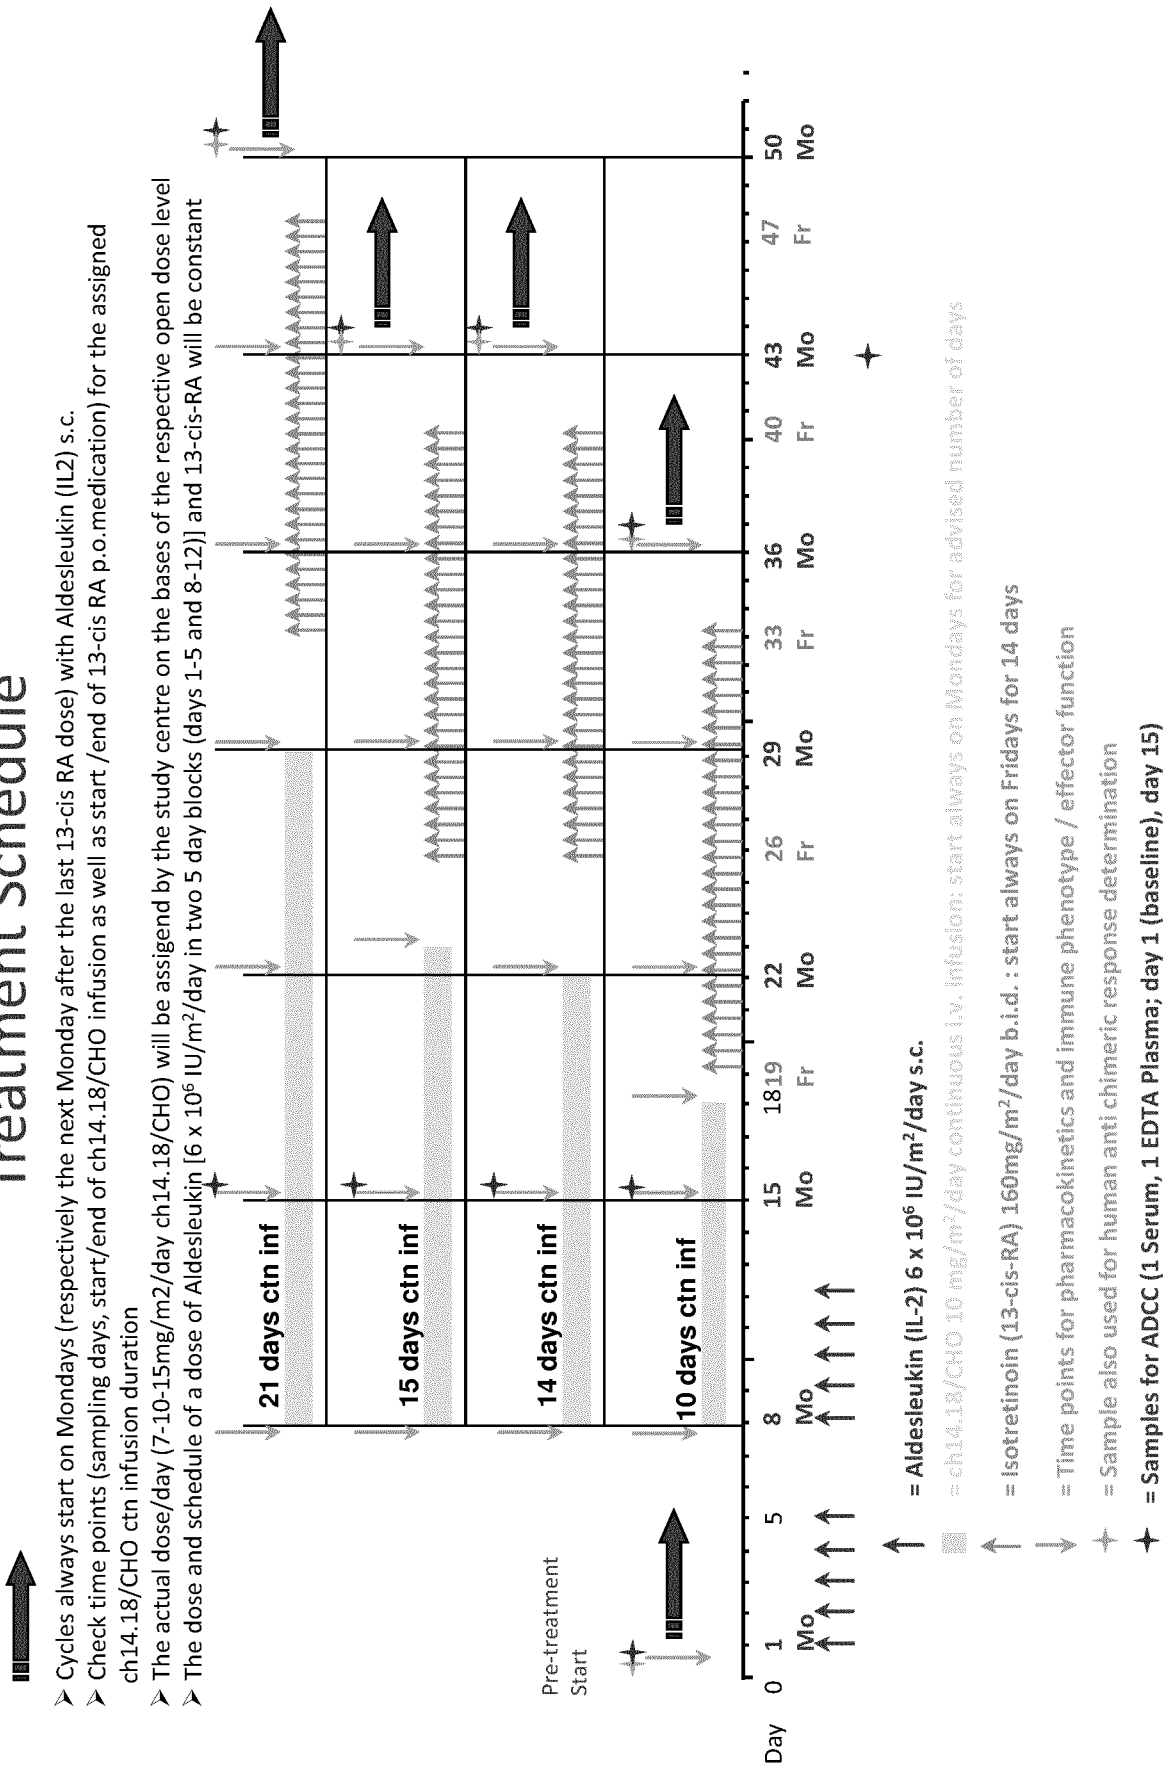 Treatment schedule
➢ Cycles always start on Mondays (respectively the next Monday after the last 13-cis RA dose) with Aldesleukin (IL2) s.c.
➢ Check time points (sampling days, start/end of ch14.18/CHO infusion as well as start /end of 13-cis RA p.o.medication) for the assigned
ch14.18/CHO ctn infusion duration
➢ The actual dose/day (7-10-15mg/m2/day ch14.18/CHO) will be assigend by the study centre on the bases of the respective open dose level
➢ The dose and schedule of a dose of Aldesleukin [6 x 10⁶ IU/m²/day in two 5 day blocks (days 1-5 and 8-12)] and 13-cis-RA will be constant
21 days ctn inf
15 days ctn inf
14 days ctn inf
10 days ctn inf
Pre-treatment
Start
Day 0 1 5 8 15 18 19 22 26 29 33 36 40 43 47 50
Mo Mo Mo Fr Mo Fr Mo Fr Mo Fr Mo Fr Mo
= Aldesleukin (IL-2) 6 x 10⁶ IU/m²/day s.c.
= ch14.18/CHO 10 mg/m²/day continuous i.v. infusion: start always on Mondays for advised number of days
= Isotretinoin (13-cis-RA) 160mg/m²/day b.i.d. : start always on Fridays for 14 days
= Time points for pharmacokinetics and immune phenotype / effector function
= Sample also used for human anti chimeric response determination
= Samples for ADCC (1 Serum, 1 EDTA Plasma; day 1 (baseline), day 15)